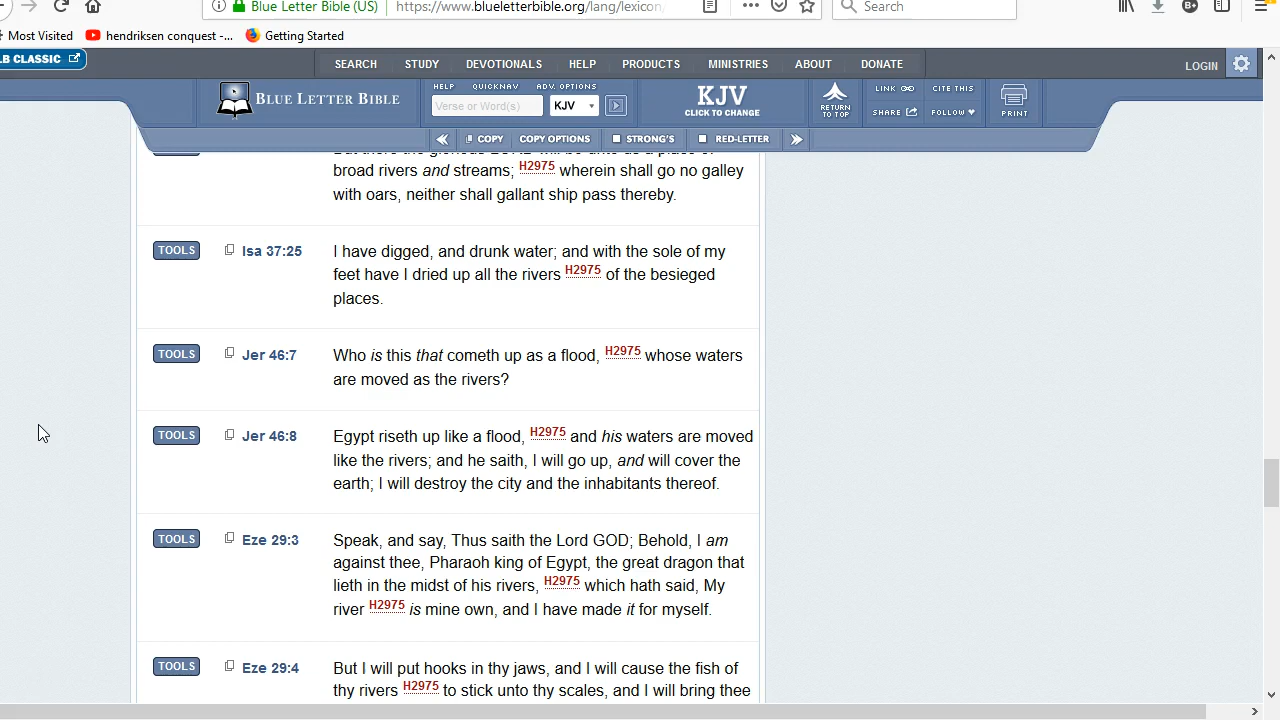 Blue Letter Bible (US) https://www.blueletterbible.org/lang/lexicon/ Search
Most Visited hendriksen conquest -... Getting Started
LB CLASSIC
SEARCH STUDY DEVOTIONALS HELP PRODUCTS MINISTRIES ABOUT DONATE LOGIN
BLUE LETTER BIBLE
HELP QUICKNAV ADV. OPTIONS
Verse or Word(s) KJV
KJV
CLICK TO CHANGE
RETURN
TO TOP
LINK CITE THIS
SHARE FOLLOW
PRINT
COPY COPY OPTIONS STRONG'S RED-LETTER
broad rivers and streams; H2975 wherein shall go no galley
with oars, neither shall gallant ship pass thereby.
TOOLS Isa 37:25 I have digged, and drunk water; and with the sole of my
feet have I dried up all the rivers H2975 of the besieged
places.
TOOLS Jer 46:7 Who is this that cometh up as a flood, H2975 whose waters
are moved as the rivers?
TOOLS Jer 46:8 Egypt riseth up like a flood, H2975 and his waters are moved
like the rivers; and he saith, I will go up, and will cover the
earth; I will destroy the city and the inhabitants thereof.
TOOLS Eze 29:3 Speak, and say, Thus saith the Lord GOD; Behold, I am
against thee, Pharaoh king of Egypt, the great dragon that
lieth in the midst of his rivers, H2975 which hath said, My
river H2975 is mine own, and I have made it for myself.
TOOLS Eze 29:4 But I will put hooks in thy jaws, and I will cause the fish of
thy rivers H2975 to stick unto thy scales, and I will bring thee